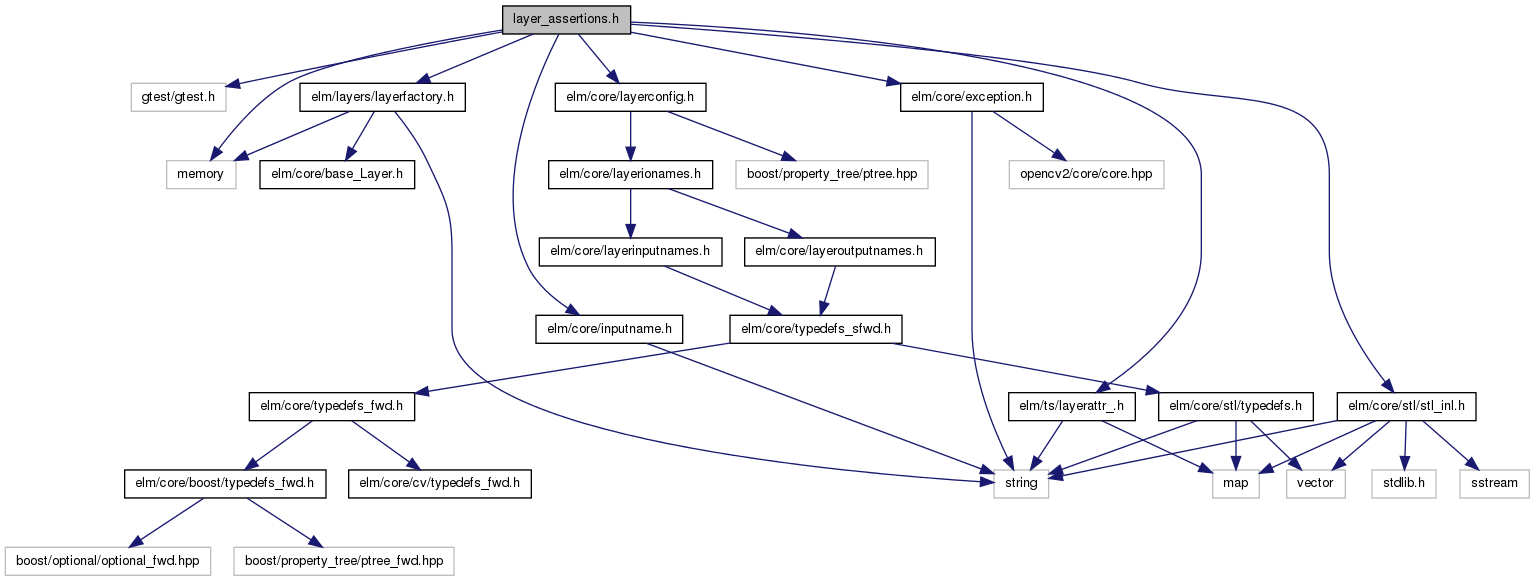 layer_assertions.h
gtest/gtest.h
elm/layers/layerfactory.h
elm/core/layerconfig.h
elm/core/exception.h
memory
elm/core/base_Layer.h
elm/core/layerionames.h
boost/property_tree/ptree.hpp
opencv2/core/core.hpp
elm/core/layerinputnames.h
elm/core/layeroutputnames.h
elm/core/inputname.h
elm/core/typedefs_sfwd.h
elm/core/typedefs_fwd.h
elm/ts/layerattr_.h
elm/core/stl/typedefs.h
elm/core/stl/stl_inl.h
elm/core/boost/typedefs_fwd.h
elm/core/cv/typedefs_fwd.h
string
map
vector
stdlib.h
sstream
boost/optional/optional_fwd.hpp
boost/property_tree/ptree_fwd.hpp